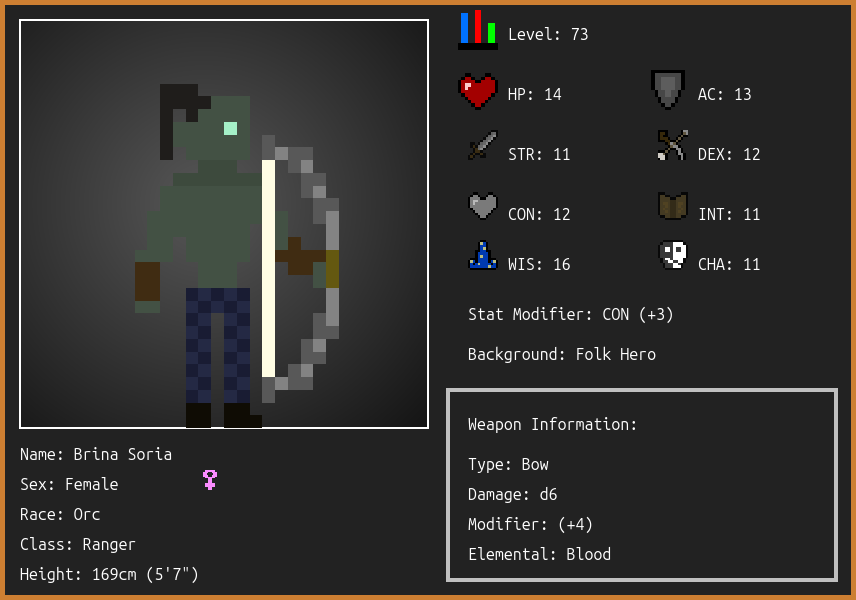 Level: 73
HP: 14
AC: 13
STR: 11
DEX: 12
CON: 12
INT: 11
WIS: 16
CHA: 11
Stat Modifier: CON (+3)
Background: Folk Hero
Weapon Information:
Type: Bow
Damage: d6
Modifier: (+4)
Elemental: Blood
Name: Brina Soria
Sex: Female
Race: Orc
Class: Ranger
Height: 169cm (5'7")